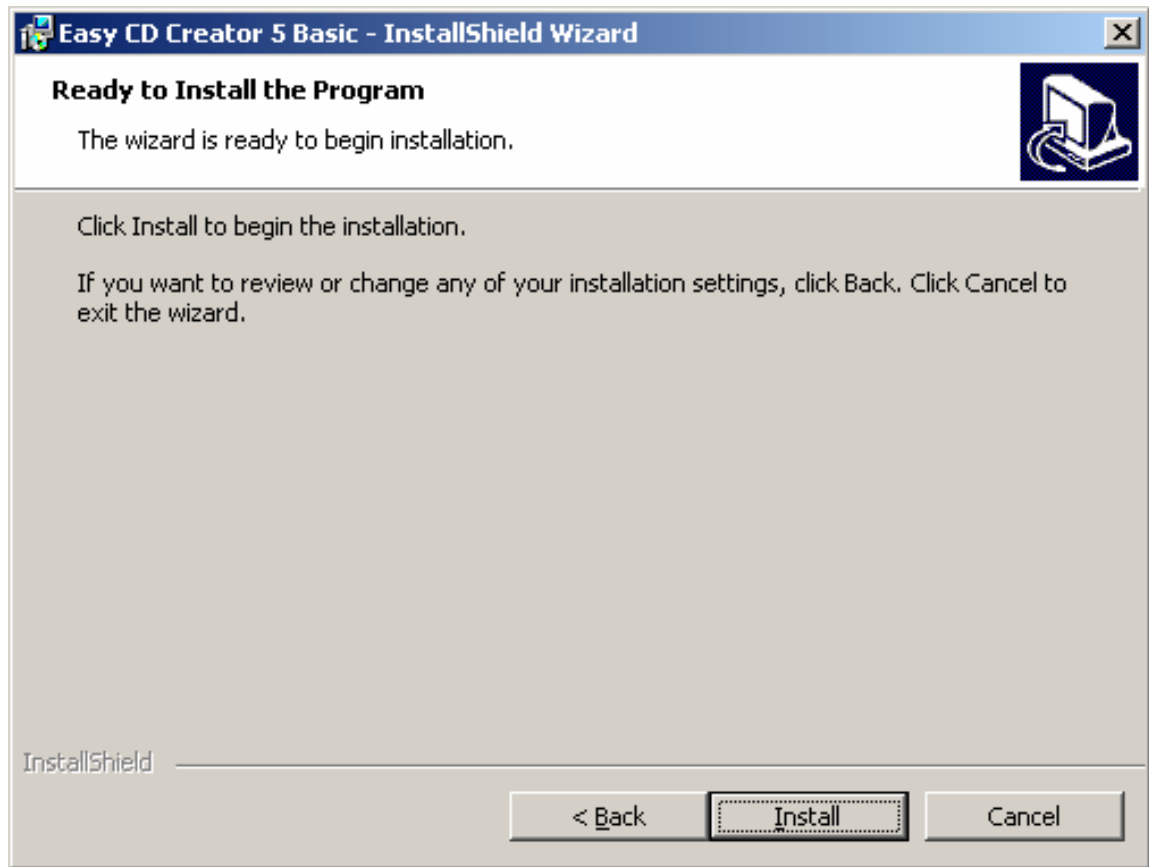 Easy CD Creator 5 Basic - InstallShield Wizard
Ready to Install the Program
The wizard is ready to begin installation.
Click Install to begin the installation.
If you want to review or change any of your installation settings, click Back. Click Cancel to
exit the wizard.
InstallShield
< Back Install Cancel